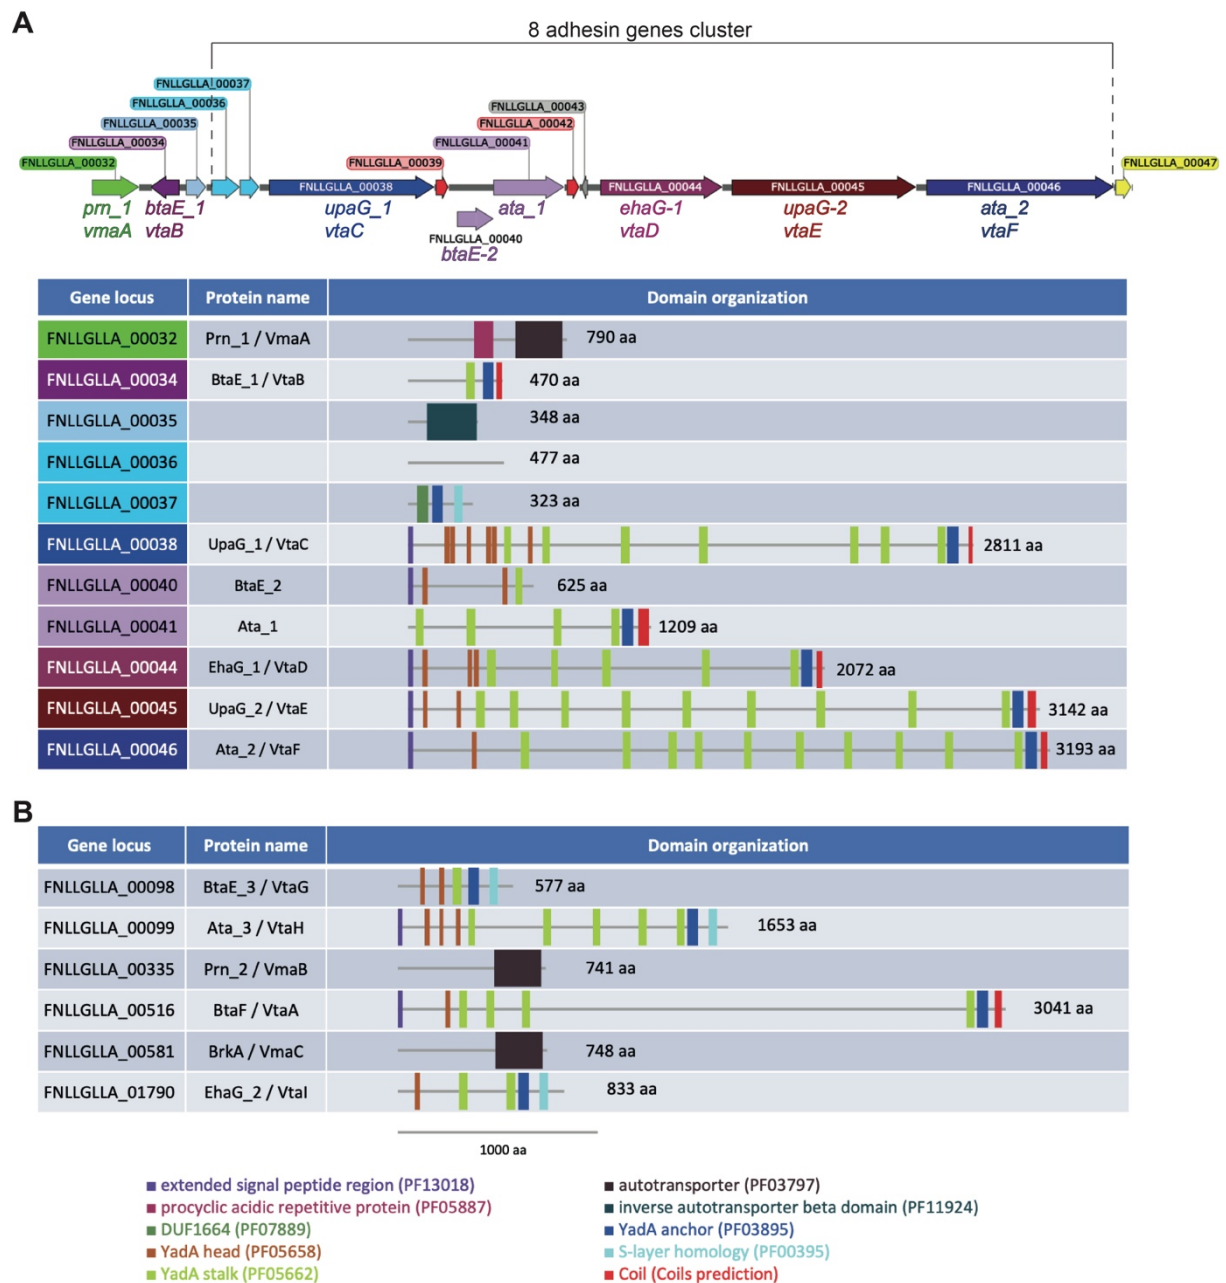 A
8 adhesin genes cluster
FNLLGLLA_00037
FNLLGLLA_00036
FNLLGLLA_00043
FNLLGLLA_00035
FNLLGLLA_00042
FNLLGLLA_00034
FNLLGLLA_00041
FNLLGLLA_00032
FNLLGLLA_00039
FNLLGLLA_00047
FNLLGLLA_00038
FNLLGLLA_00044
FNLLGLLA_00045
FNLLGLLA_00046
prn_1 btaE_1 upaG_1 ata_1 ehaG-1 upaG-2 ata_2
vmaA vtaB vtaC vtaD vtaE vtaF
FNLLGLLA_00040
btaE-2
Gene locus Protein name Domain organization
FNLLGLLA_00032 Prn_1 / VmaA 790 aa
FNLLGLLA_00034 BtaE_1 / VtaB 470 aa
FNLLGLLA_00035 348 aa
FNLLGLLA_00036 477 aa
FNLLGLLA_00037 323 aa
FNLLGLLA_00038 UpaG_1 / VtaC 2811 aa
FNLLGLLA_00040 BtaE_2 625 aa
FNLLGLLA_00041 Ata_1 1209 aa
FNLLGLLA_00044 EhaG_1 / VtaD 2072 aa
FNLLGLLA_00045 UpaG_2 / VtaE 3142 aa
FNLLGLLA_00046 Ata_2 / VtaF 3193 aa
B
Gene locus Protein name Domain organization
FNLLGLLA_00098 BtaE_3 / VtaG 577 aa
FNLLGLLA_00099 Ata_3 / VtaH 1653 aa
FNLLGLLA_00335 Prn_2 / VmaB 741 aa
FNLLGLLA_00516 BtaF / VtaA 3041 aa
FNLLGLLA_00581 BrkA / VmaC 748 aa
FNLLGLLA_01790 EhaG_2 / VtaI 833 aa
1000 aa
extended signal peptide region (PF13018)
procyclic acidic repetitive protein (PF05887)
DUF1664 (PF07889)
YadA head (PF05658)
YadA stalk (PF05662)
autotransporter (PF03797)
inverse autotransporter beta domain (PF11924)
YadA anchor (PF03895)
S-layer homology (PF00395)
Coil (Coils prediction)